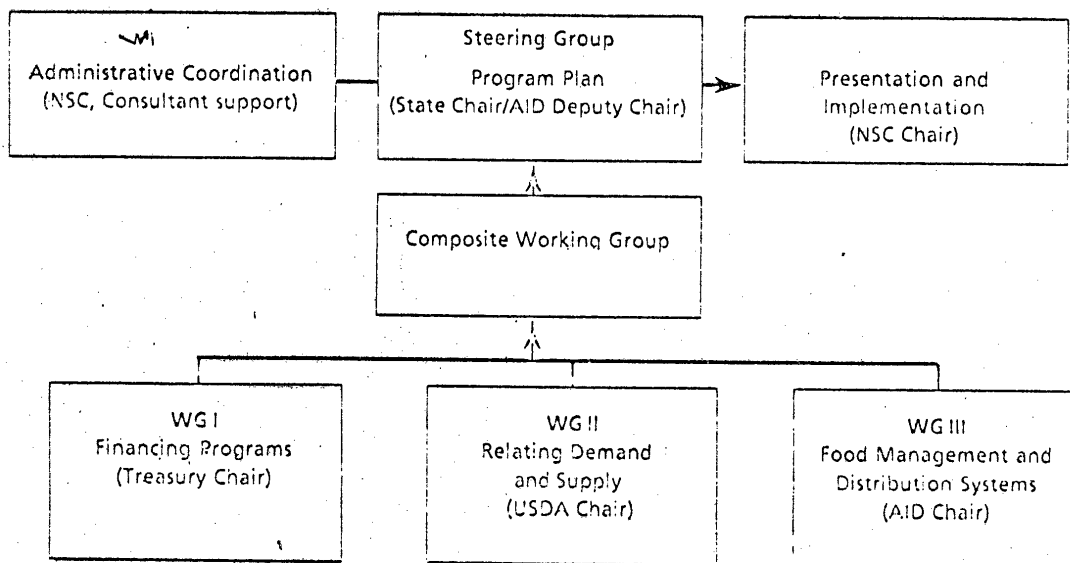 Administrative Coordination
(NSC, Consultant support)
Steering Group
Program Plan
(State Chair/AID Deputy Chair)
Presentation and
Implementation
(NSC Chair)
Composite Working Group
WG I
Financing Programs
(Treasury Chair)
WG II
Relating Demand
and Supply
(USDA Chair)
WG III
Food Management and
Distribution Systems
(AID Chair)